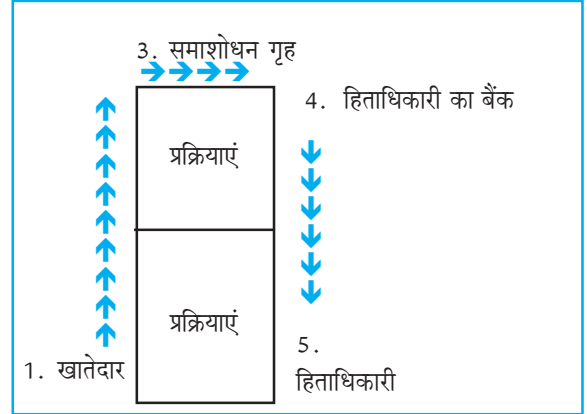 3. समाशोधन गृह
4. हिताधिकारी का बैंक
प्रक्रियाएं
प्रक्रियाएं
5.
हिताधिकारी
1. खातेदार